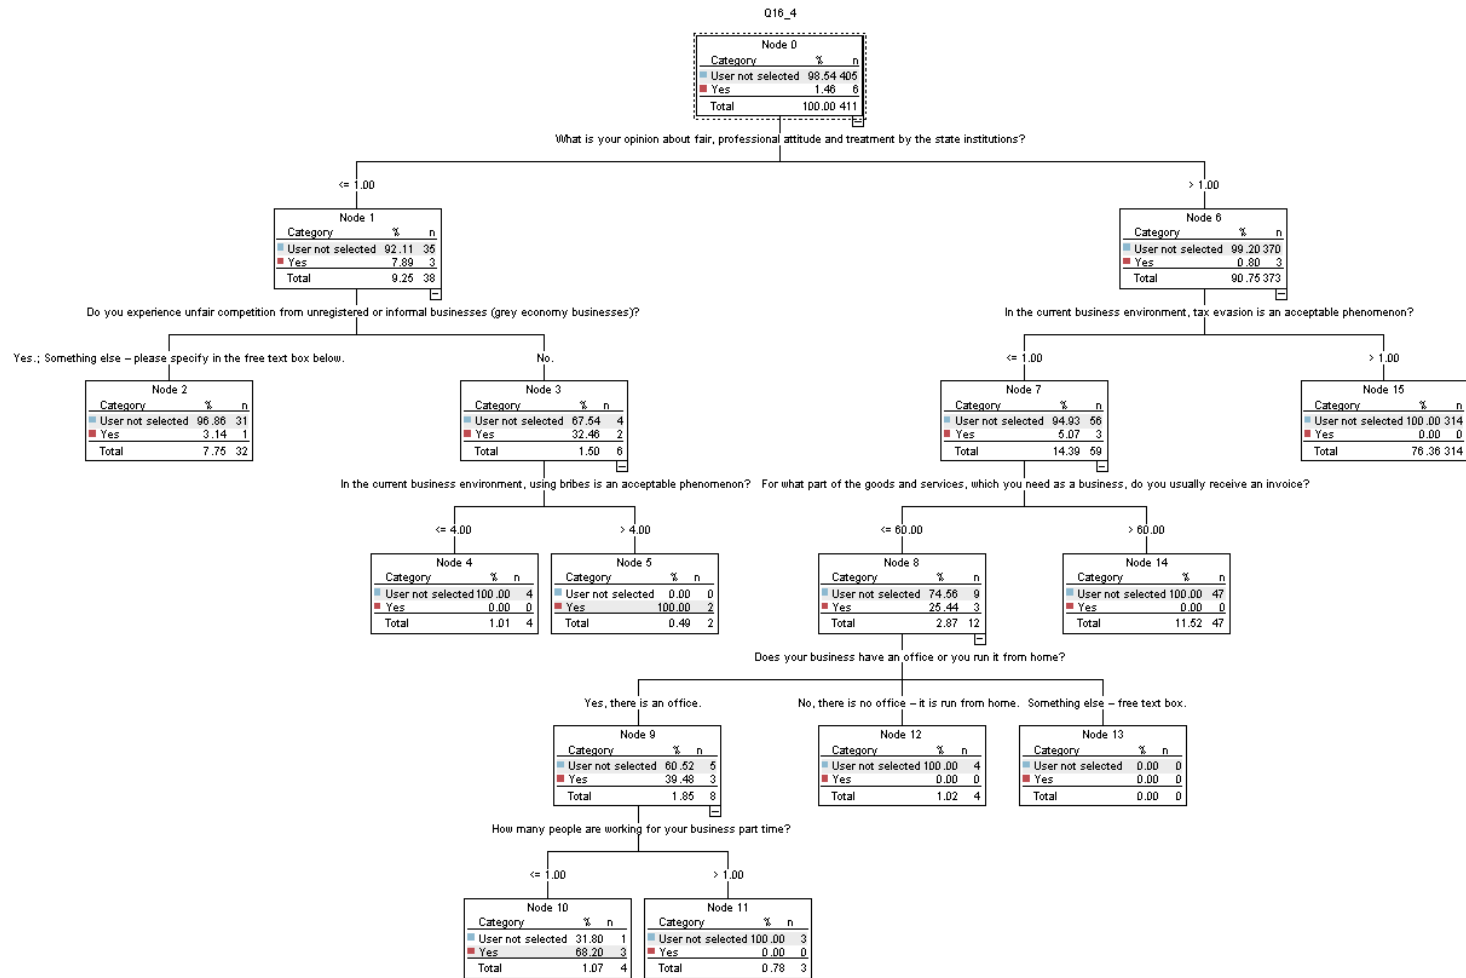 Q16_4
Node 0
Category % n
User not selected 98.54 405
Yes 1.46 6
Total 100.00 411
What is your opinion about fair, professional attitude and treatment by the state institutions?
<= 1.00
> 1.00
Node 1
Category % n
User not selected 92.11 35
Yes 7.89 3
Total 9.25 38
Node 6
Category % n
User not selected 99.20 370
Yes 0.80 3
Total 90.75 373
Do you experience unfair competition from unregistered or informal businesses (grey economy businesses)?
In the current business environment, tax evasion is an acceptable phenomenon?
Yes.; Something else – please specify in the free text box below.
No.
<= 1.00
> 1.00
Node 2
Category % n
User not selected 96.86 31
Yes 3.14 1
Total 7.75 32
Node 3
Category % n
User not selected 67.54 4
Yes 32.46 2
Total 1.50 6
Node 7
Category % n
User not selected 94.93 56
Yes 5.07 3
Total 14.39 59
Node 15
Category % n
User not selected 100.00 314
Yes 0.00 0
Total 76.36 314
In the current business environment, using bribes is an acceptable phenomenon?
For what part of the goods and services, which you need as a business, do you usually receive an invoice?
<= 4.00
> 4.00
<= 60.00
> 60.00
Node 4
Category % n
User not selected 100.00 4
Yes 0.00 0
Total 1.01 4
Node 5
Category % n
User not selected 0.00 0
Yes 100.00 2
Total 0.49 2
Node 8
Category % n
User not selected 74.56 9
Yes 25.44 3
Total 2.87 12
Node 14
Category % n
User not selected 100.00 47
Yes 0.00 0
Total 11.52 47
Does your business have an office or you run it from home?
Yes, there is an office.
No, there is no office – it is run from home.
Something else – free text box.
Node 9
Category % n
User not selected 60.52 5
Yes 39.48 3
Total 1.85 8
Node 12
Category % n
User not selected 100.00 4
Yes 0.00 0
Total 1.02 4
Node 13
Category % n
User not selected 0.00 0
Yes 0.00 0
Total 0.00 0
How many people are working for your business part time?
<= 1.00
> 1.00
Node 10
Category % n
User not selected 31.80 1
Yes 68.20 3
Total 1.07 4
Node 11
Category % n
User not selected 100.00 3
Yes 0.00 0
Total 0.78 3